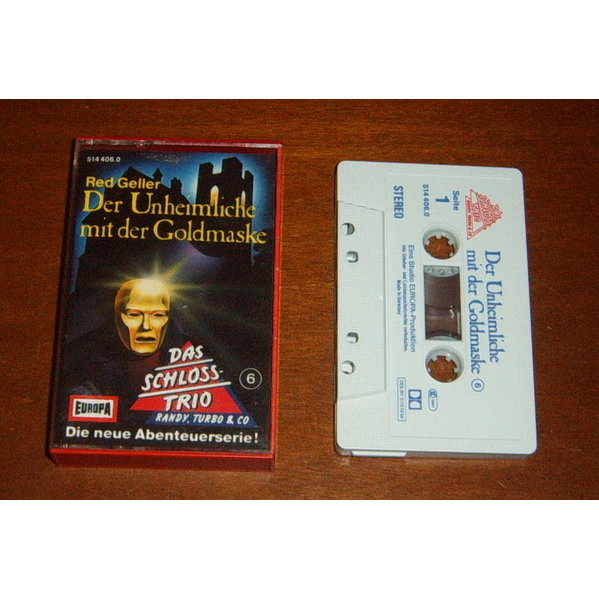 514 406.0
Red Geller
Der Unheimliche
mit der Goldmaske
DAS
SCHLOSS-
TRIO
RANDY, TURBO & CO
6
EUROPA
Die neue Abenteuerserie!
Der Unheimliche
mit der Goldmaske 6
Seite
1
514 406.0
STEREO
Eine Studio EUROPA-Produktion
Made in Germany
DOLBY SYSTEM